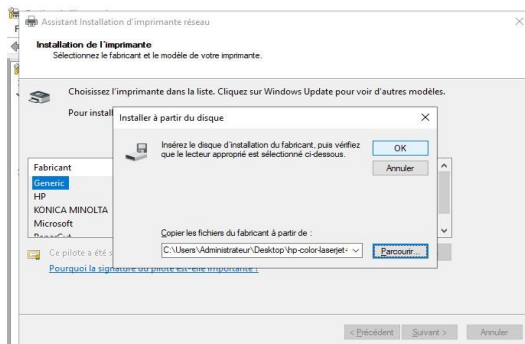 Assistant Installation d'imprimante réseau
Installation de l'imprimante
Sélectionnez le fabricant et le modèle de votre imprimante.
Choisissez l'imprimante dans la liste. Cliquez sur Windows Update pour voir d'autres modèles.
Pour install
Installer à partir du disque
Insérez le disque d'installation du fabricant, puis vérifiez
que le lecteur approprié est sélectionné ci-dessous.
OK
Annuler
Fabricant
Generic
HP
KONICA MINOLTA
Microsoft
Copier les fichiers du fabricant à partir de :
C:\Users\Administrateur\Desktop\hp-color-laserjet-
Parcourir...
Ce pilote a été s
Pourquoi la signature du pilote est-elle importante ?
< Précédent
Suivant >
Annuler